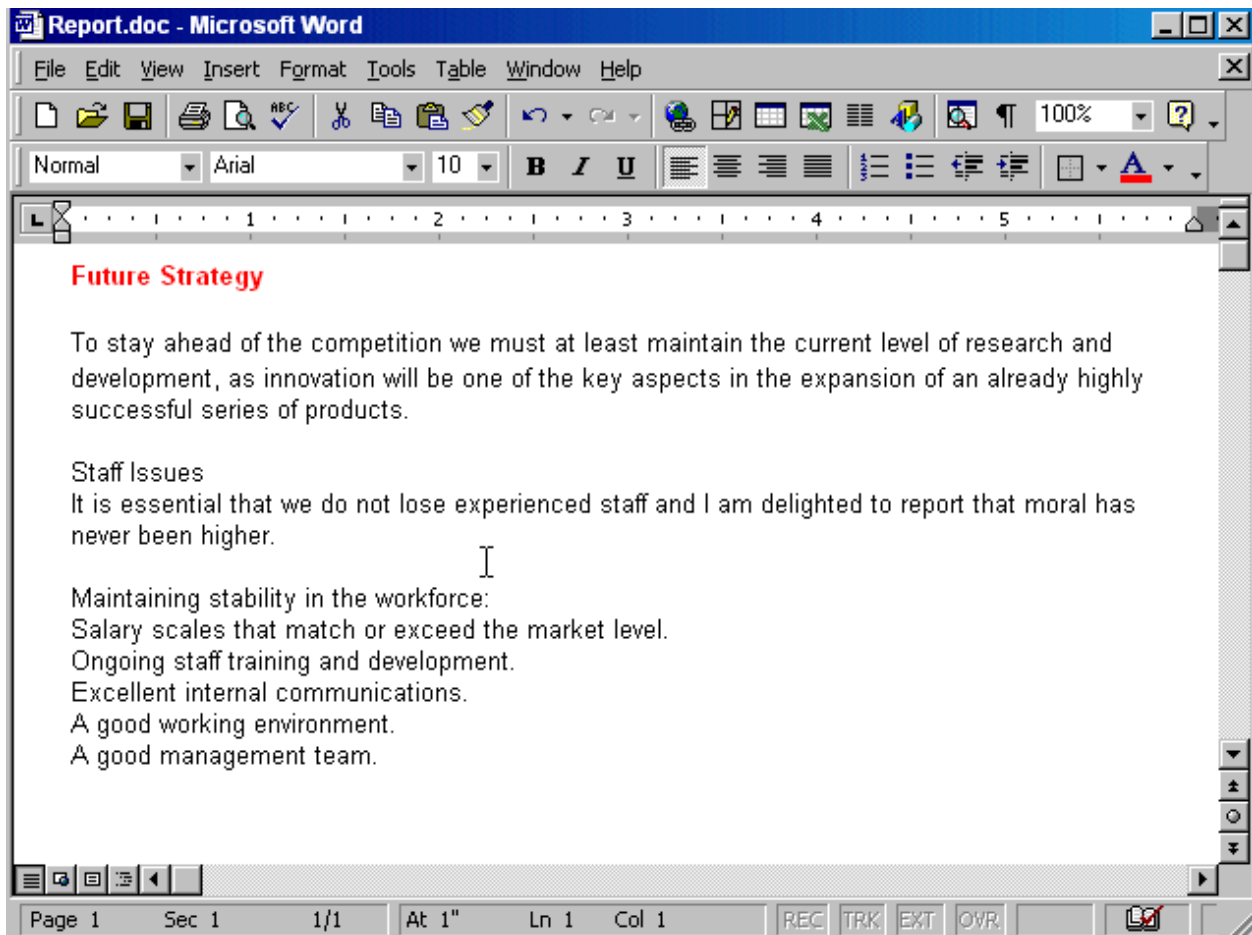 Report.doc - Microsoft Word
File Edit View Insert Format Tools Table Window Help
ABC 100%
Normal Arial 10 B I U A
1 2 3 4 5
Future Strategy
To stay ahead of the competition we must at least maintain the current level of research and
development, as innovation will be one of the key aspects in the expansion of an already highly
successful series of products.
Staff Issues
It is essential that we do not lose experienced staff and I am delighted to report that moral has
never been higher.
Maintaining stability in the workforce:
Salary scales that match or exceed the market level.
Ongoing staff training and development.
Excellent internal communications.
A good working environment.
A good management team.
Page 1 Sec 1 1/1 At 1" Ln 1 Col 1 REC TRK EXT OVR